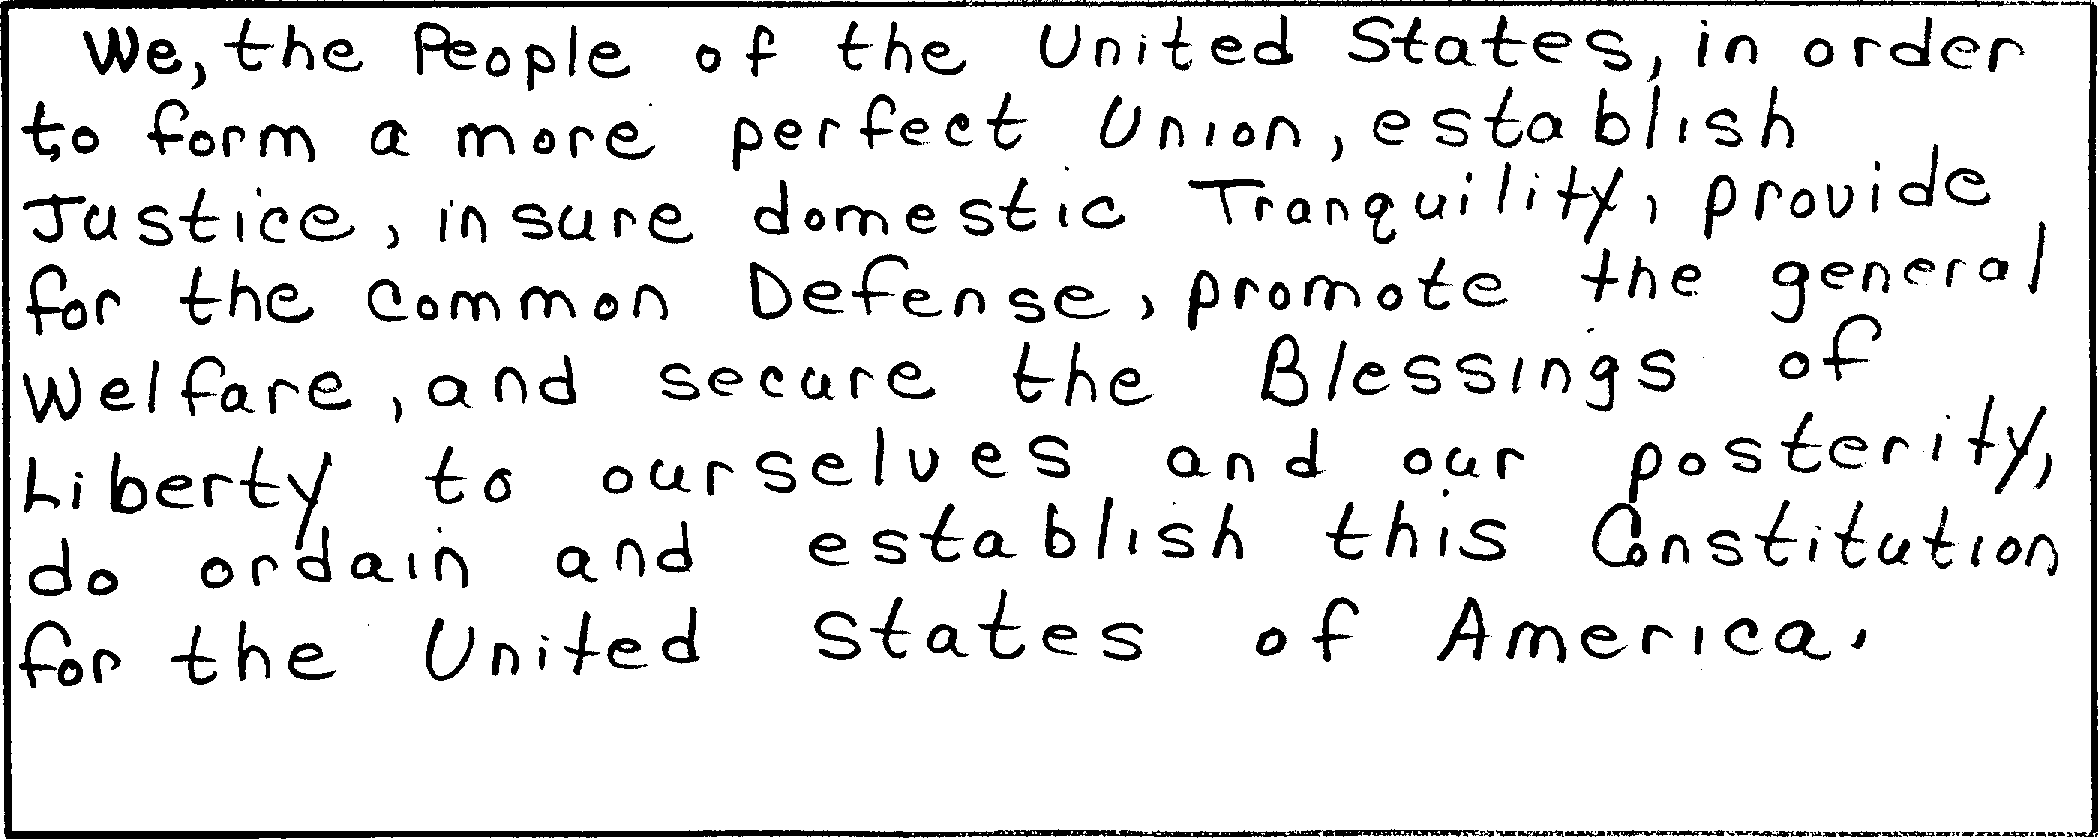 We, the People of the United States, in order
to form a more perfect Union, establish
Justice, insure domestic Tranquility, provide
for the common Defense, promote the general
Welfare, and secure the Blessings of
Liberty to ourselves and our posterity,
do ordain and establish this Constitution
for the United States of America.